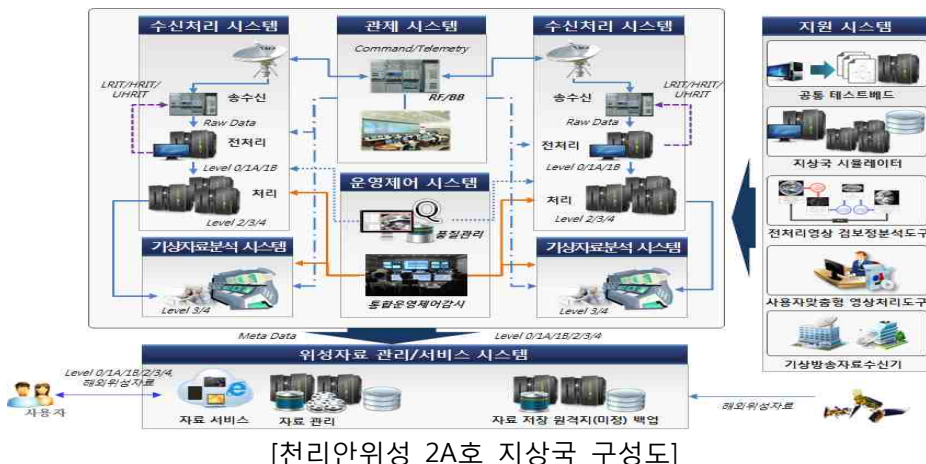 수신처리 시스템
관제 시스템
수신처리 시스템
지원 시스템
Command/Telemetry
LRIT/HRIT/
UHRIT
송수신
RF/BB
송수신
LRIT/HRIT/
UHRIT
공통 테스트베드
Raw Data
Raw Data
전처리
전처리
지상국 시뮬레이터
Level 0/1A/1B
Level 0/1A/1B
운영제어 시스템
처리
Q
처리
Level 2/3/4
품질관리
Level 2/3/4
전처리영상 검보정분석도구
기상자료분석 시스템
기상자료분석 시스템
사용자맞춤형 영상처리도구
Level 3/4
통합운영제어감시
Level 3/4
Meta Data
Level 0/1A/1B/2/3/4
위성자료 관리/서비스 시스템
기상방송자료수신기
Level 0/1A/1B/2/3/4,
해외위성자료
해외위성자료
사용자
자료 서비스
자료 관리
자료 저장 원격지(미정) 백업
[천리안위성 2A호 지상국 구성도]